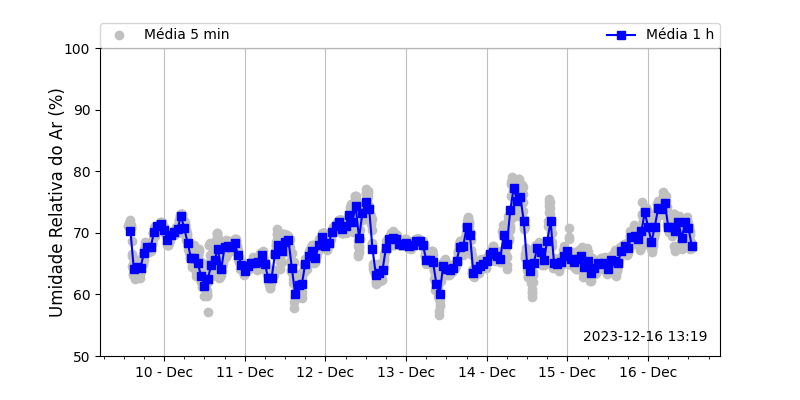 Média 5 min
Média 1 h
Umidade Relativa do Ar (%)
100
90
80
70
60
50
2023-12-16 13:19
10 - Dec
11 - Dec
12 - Dec
13 - Dec
14 - Dec
15 - Dec
16 - Dec